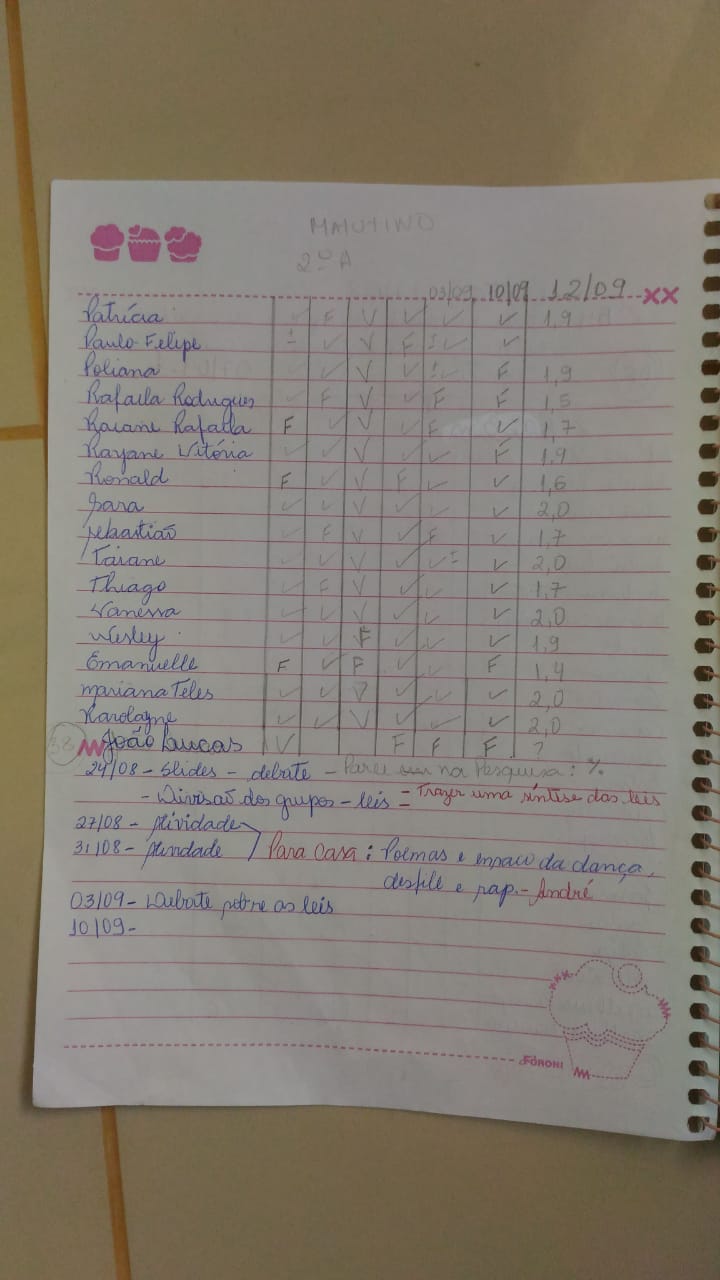 MAUTINO
2º A
03/09 10/09 12/09
XX
Patrícia ✓ F V ✓ ✓ ✓ 1,9
Paulo Felipe ± ✓ V F ± ✓ ✓
Poliana ✓ ✓ V ✓ ! ✓ F 1,9
Rafaela Rodrigues ✓ F V ✓ F F 1,5
Raiane Rafaela F ✓ V ✓ F ✓ 1,7
Rayane Vitória ✓ ✓ V ✓ ✓ F 1,9
Ronald F ✓ V F ✓ ✓ 1,6
Sara ✓ ✓ V ✓ ✓ ✓ 2,0
Sebastião ✓ F V ✓ F ✓ 1,7
Taiane ✓ ✓ V ✓ ✓± ✓ 2,0
Thiago ✓ F V ✓ ✓ ✓ 1,7
Vanessa ✓ ✓ V ✓ ✓ ✓ 2,0
Wesley ✓ ✓ F ✓ ✓ ✓ 1,9
Emanuelle F ✓ F ✓ ✓ F 1,4
Mariana Teles ✓ ✓ V ✓ ✓ ✓ 2,0
Karolayne ✓ ✓ V ✓ ✓ ✓ 2,0
38 João Lucas V F F F ?
24/08 - Slides - debate - Parei na Pesquisa: %
- Divisão dos grupos - leis = Trazer uma síntese das leis
27/08 - Atividade
31/08 - Atividade Para Casa: Poemas e espaço da dança,
desfile e rap. - André
03/09 - Debate sobre as leis
10/09 -
FORONI